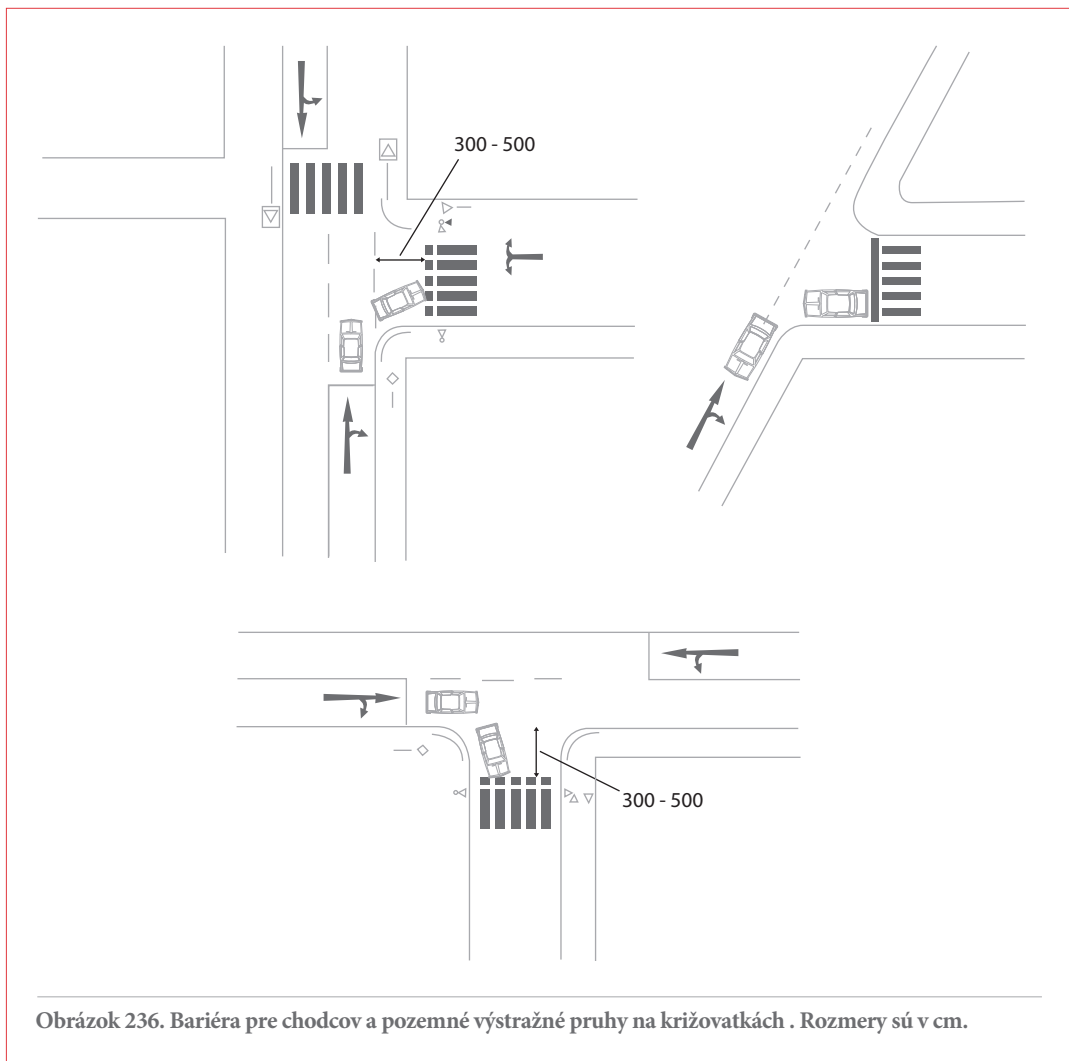 300 - 500
300 - 500
Obrázok 236. Bariéra pre chodcov a pozemné výstražné pruhy na križovatkách . Rozmery sú v cm.